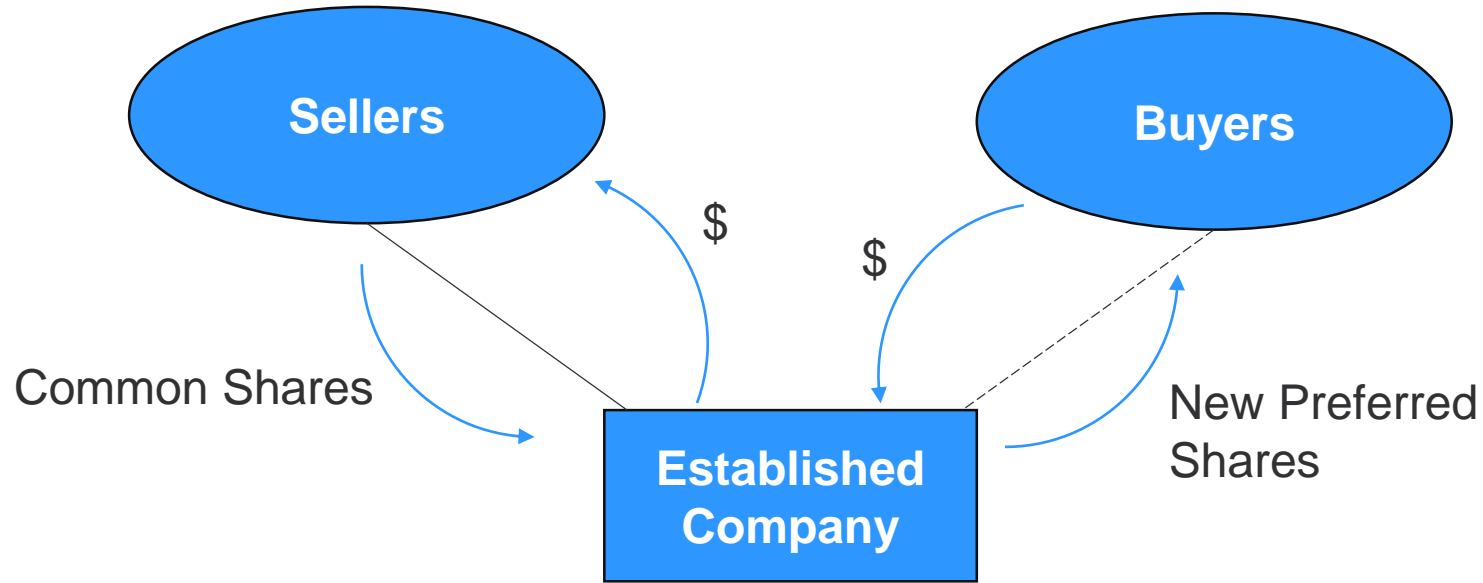 Sellers
Buyers
$
$
Common Shares
New Preferred
Shares
Established
Company